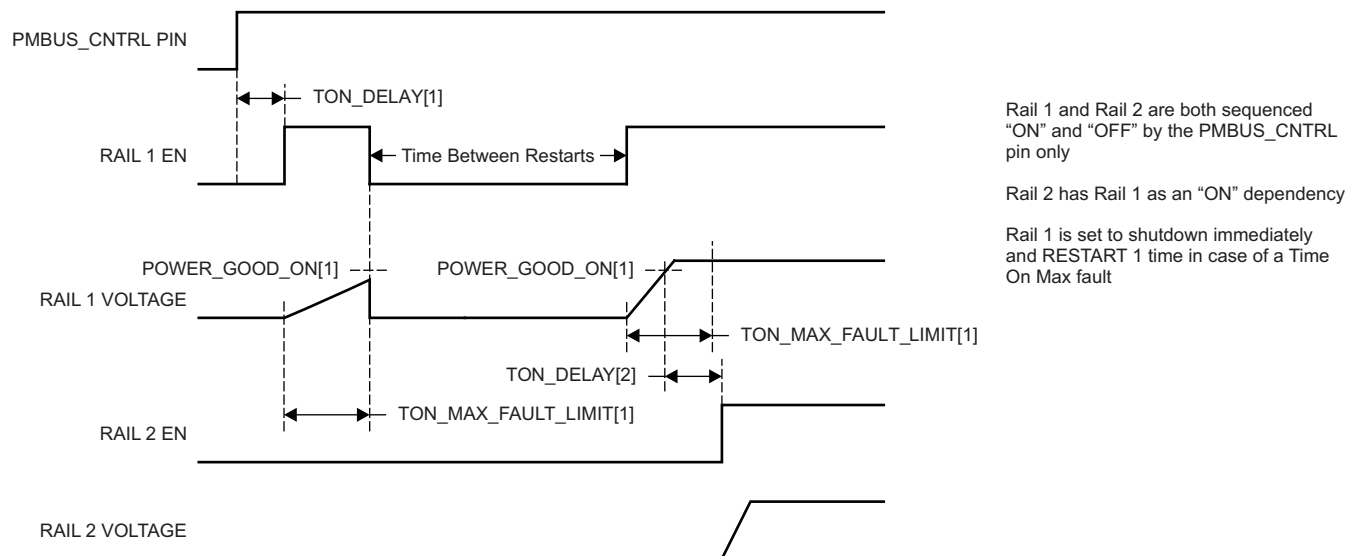 PMBUS_CNTRL PIN
TON_DELAY[1]
Rail 1 and Rail 2 are both sequenced
“ON” and “OFF” by the PMBUS_CNTRL
pin only
RAIL 1 EN
Time Between Restarts
Rail 2 has Rail 1 as an “ON” dependency
Rail 1 is set to shutdown immediately
and RESTART 1 time in case of a Time
On Max fault
POWER_GOOD_ON[1]
POWER_GOOD_ON[1]
RAIL 1 VOLTAGE
TON_MAX_FAULT_LIMIT[1]
TON_DELAY[2]
TON_MAX_FAULT_LIMIT[1]
RAIL 2 EN
RAIL 2 VOLTAGE